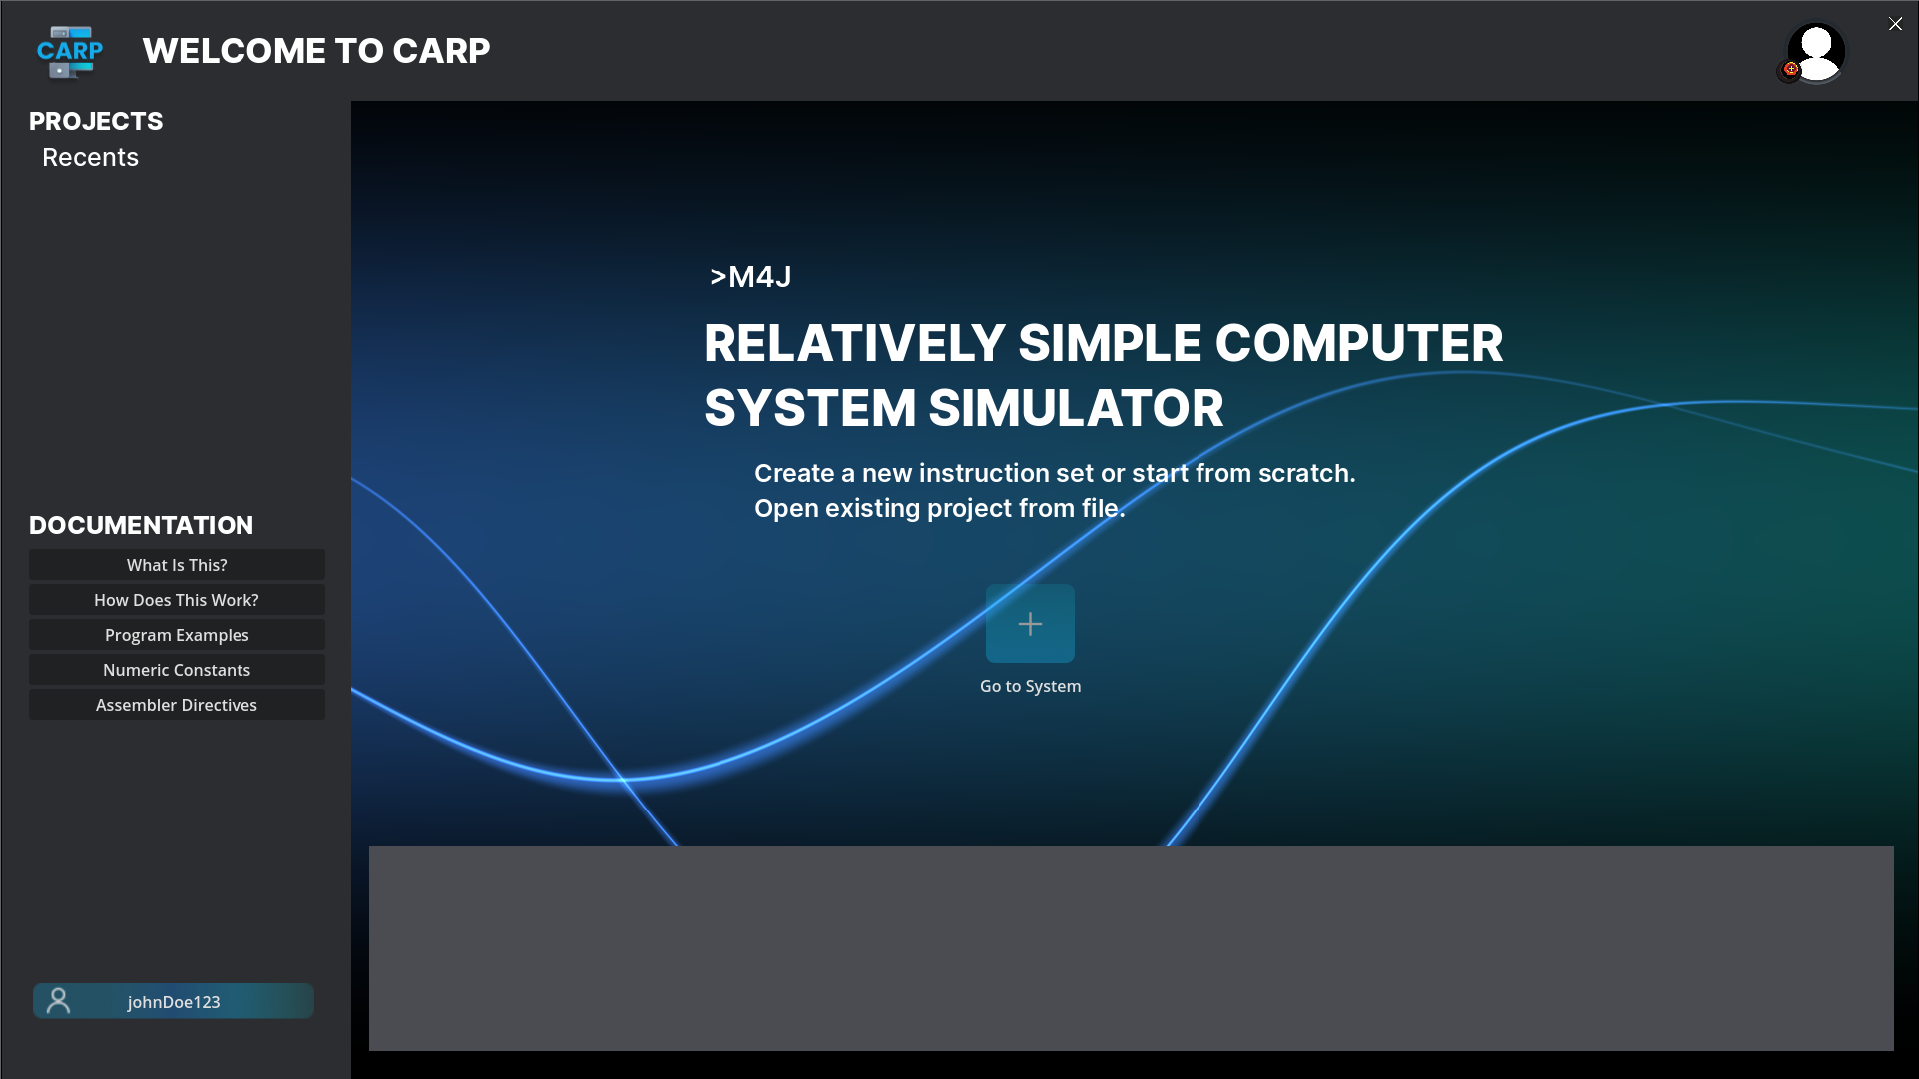 CARP
WELCOME TO CARP
PROJECTS
Recents
>M4J
RELATIVELY SIMPLE COMPUTER
SYSTEM SIMULATOR
Create a new instruction set or start from scratch.
Open existing project from file.
Go to System
DOCUMENTATION
What Is This?
How Does This Work?
Program Examples
Numeric Constants
Assembler Directives
johnDoe123